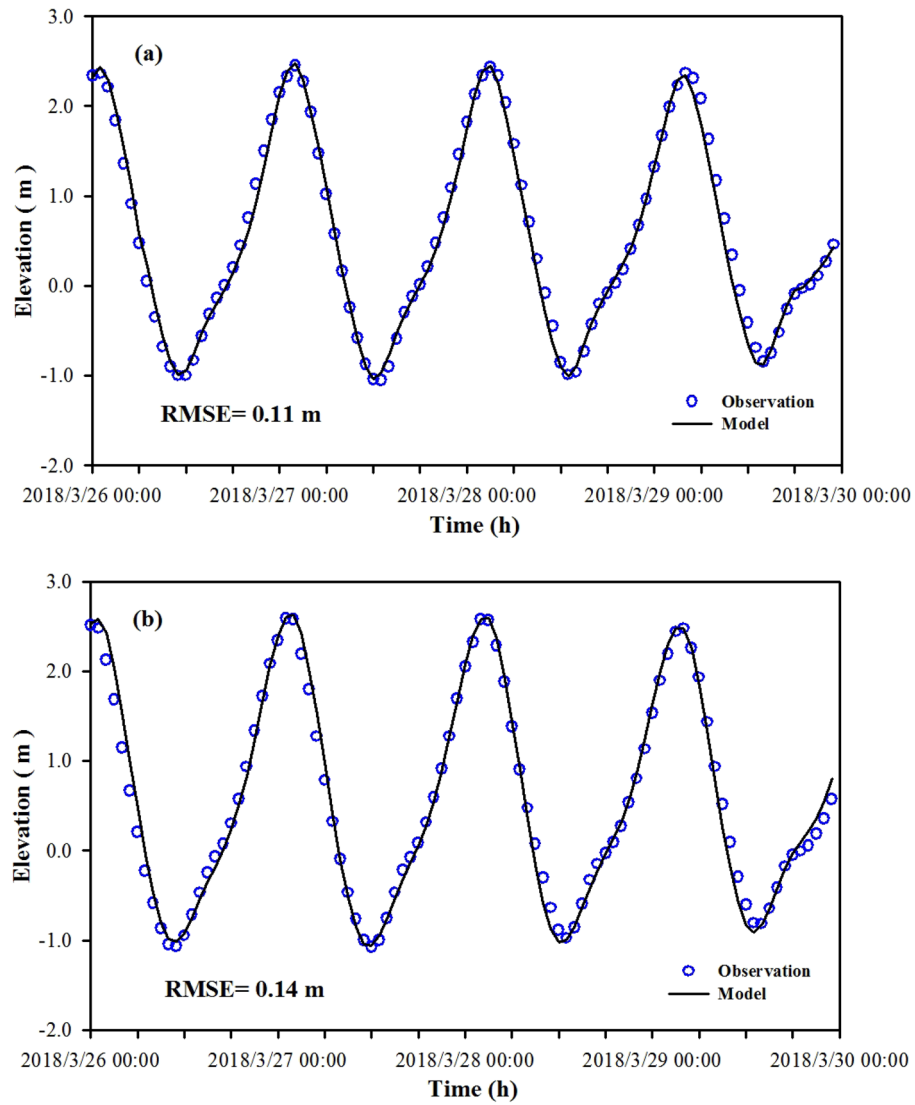 3.0
(a)
2.0
1.0
0.0
-1.0
-2.0
Elevation ( m )
RMSE= 0.11 m
Observation
Model
2018/3/26 00:00 2018/3/27 00:00 2018/3/28 00:00 2018/3/29 00:00 2018/3/30 00:00
Time (h)
3.0
(b)
2.0
1.0
0.0
-1.0
-2.0
Elevation ( m )
RMSE= 0.14 m
Observation
Model
2018/3/26 00:00 2018/3/27 00:00 2018/3/28 00:00 2018/3/29 00:00 2018/3/30 00:00
Time (h)